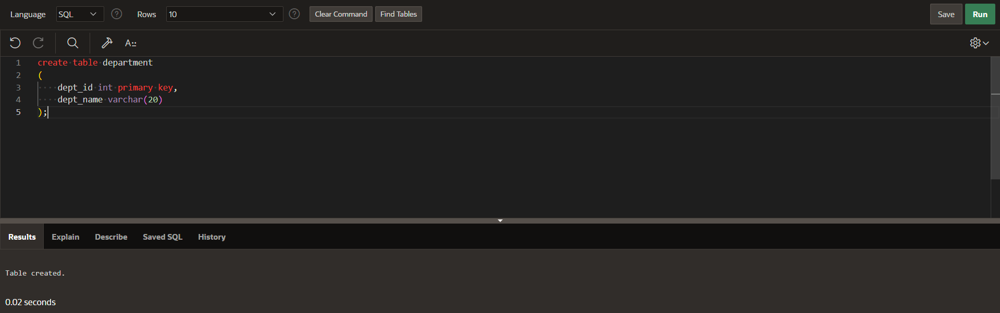 Language SQL ? Rows 10 ? Clear Command Find Tables Save Run
A::
1 create table department
2 (
3 dept_id int primary key,
4 dept_name varchar(20)
5 );
Results Explain Describe Saved SQL History
Table created.
0.02 seconds